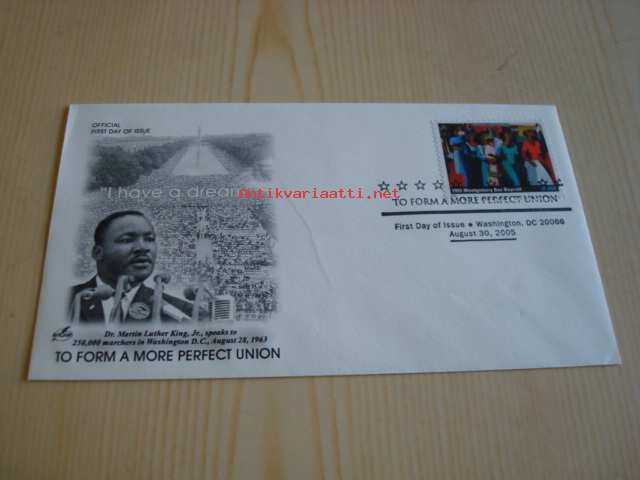 OFFICIAL
FIRST DAY OF ISSUE
"I have a dream
Antikvariaatti.net
1955 Montgomery Bus Boycott
TO FORM A MORE PERFECT UNION
First Day of Issue ★ Washington, DC 20066
August 30, 2005
Dr. Martin Luther King, Jr., speaks to
250,000 marchers in Washington D.C., August 28, 1963
TO FORM A MORE PERFECT UNION